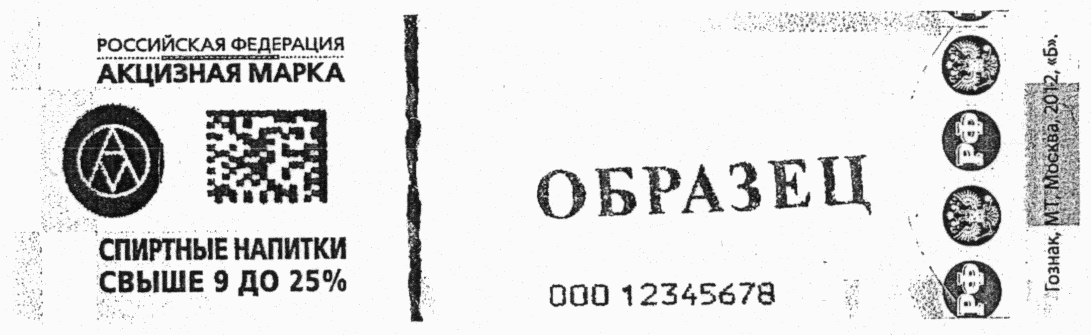 РОССИЙСКАЯ ФЕДЕРАЦИЯ
АКЦИЗНАЯ МАРКА
СПИРТНЫЕ НАПИТКИ
СВЫШЕ 9 ДО 25%
ОБРАЗЕЦ
000 12345678
РФ
РФ
Гознак, МТ, Москва, 2012, «Б».